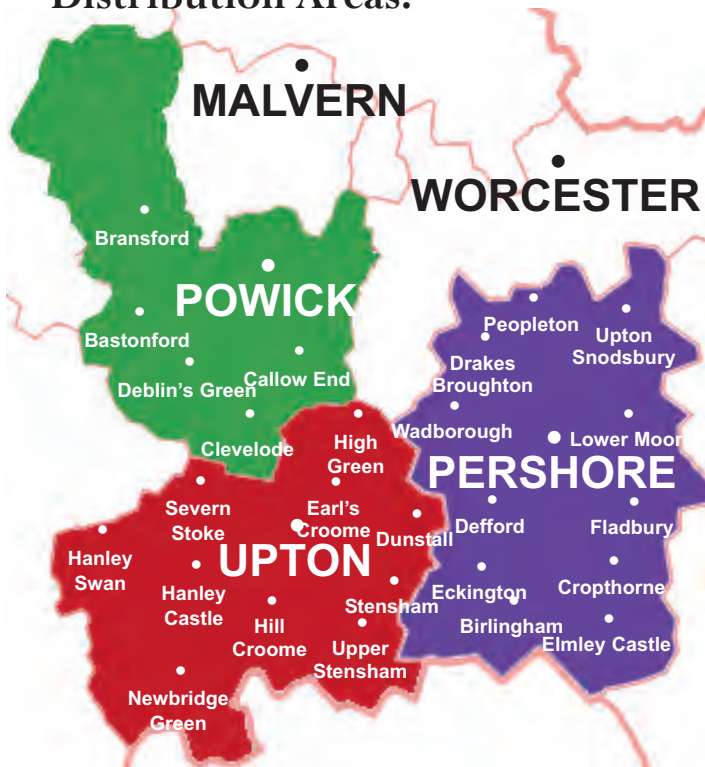 Distribution Areas:
MALVERN
WORCESTER
Bransford
POWICK
Bastonford
Callow End
Deblin's Green
Clevelode
Peopleton
Upton
Snodsbury
Drakes
Broughton
Wadborough
Lower Moor
PERSHORE
Defford
Fladbury
Eckington
Cropthorne
Birlingham
Elmley Castle
High
Green
Severn
Stoke
Earl's
Croome
Dunstall
UPTON
Hanley
Swan
Hanley
Castle
Stensham
Hill
Croome
Upper
Stensham
Newbridge
Green